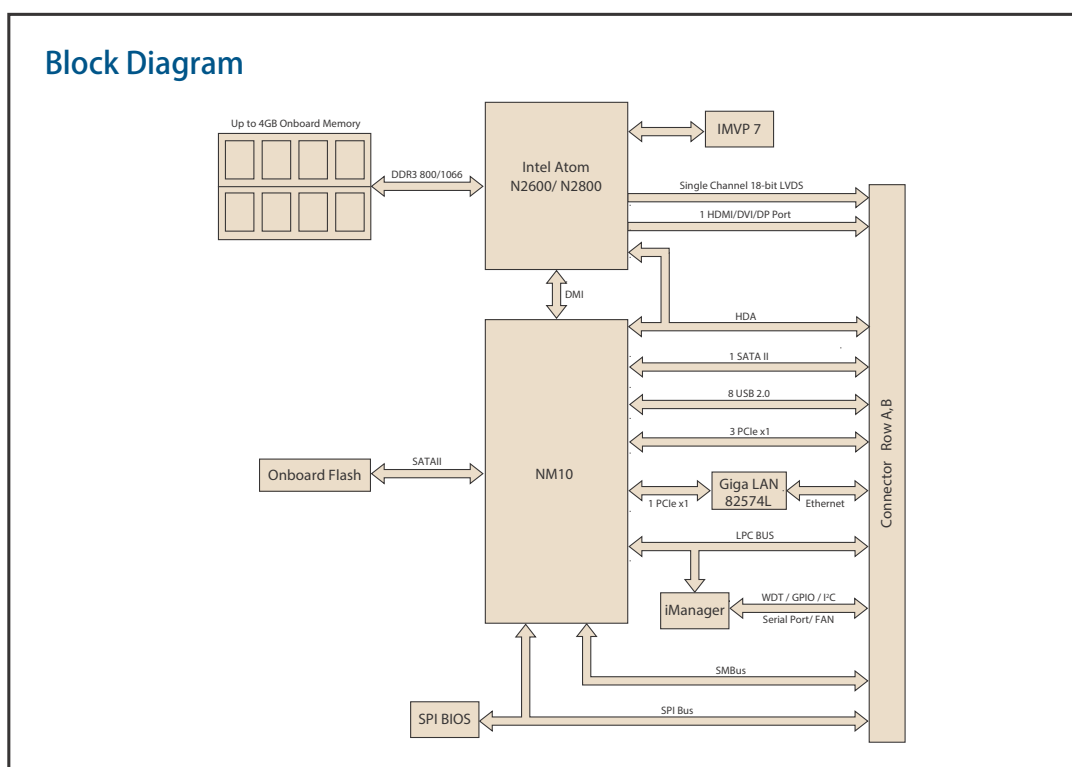 Block Diagram
Up to 4GB Onboard Memory
DDR3 800/1066
Intel Atom
N2600/ N2800
IMVP 7
Single Channel 18-bit LVDS
1 HDMI/DVI/DP Port
DMI
HDA
1 SATA II
8 USB 2.0
3 PCIe x1
Onboard Flash
SATAII
NM10
1 PCIe x1
Giga LAN
82574L
Ethernet
LPC BUS
iManager
WDT / GPIO / I²C
Serial Port/ FAN
SMBus
SPI BIOS
SPI Bus
Connector Row A,B